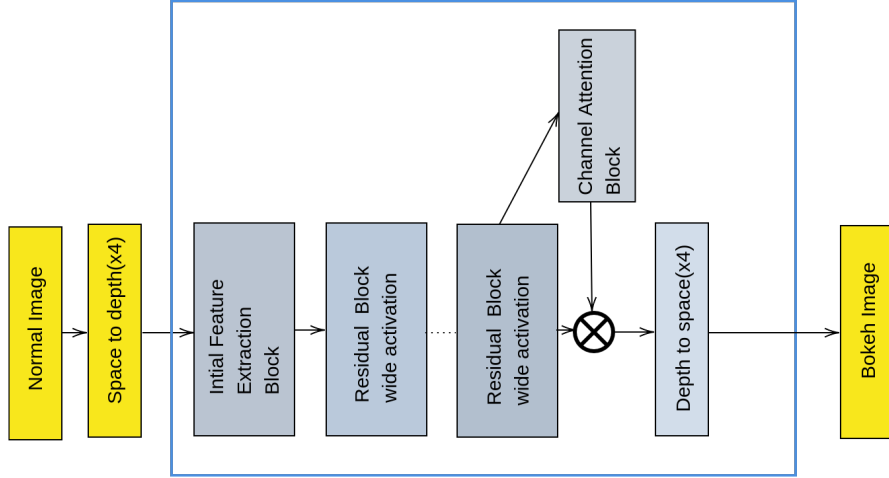 Normal Image
Space to depth(x4)
Intial Feature
Extraction
Block
Residual Block
wide activation
Residual Block
wide activation
Channel Attention
Block
Depth to space(x4)
Bokeh Image